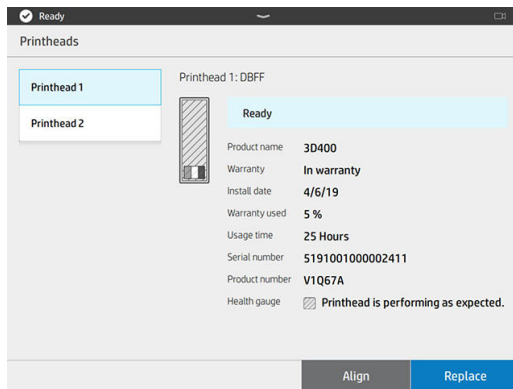 Ready
Printheads
Printhead 1
Printhead 2
Printhead 1: DBFF
Ready
Product name 3D400
Warranty In warranty
Install date 4/6/19
Warranty used 5 %
Usage time 25 Hours
Serial number 5191001000002411
Product number V1Q67A
Health gauge Printhead is performing as expected.
Align Replace